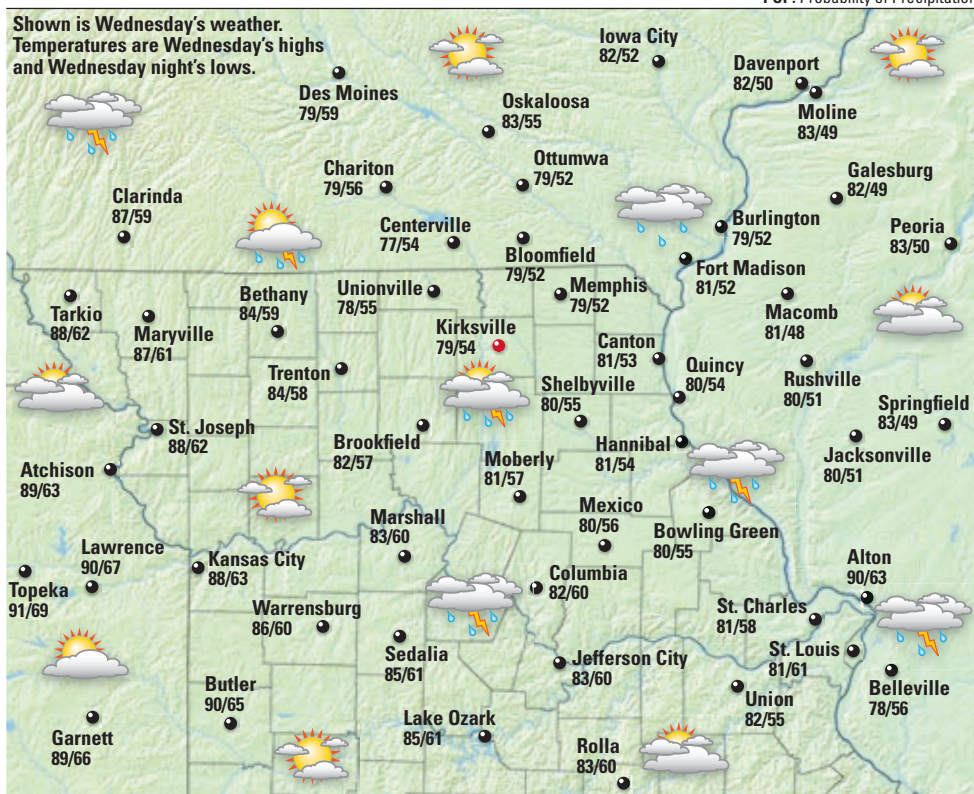 POP: Probability of Precipitation
Shown is Wednesday's weather.
Temperatures are Wednesday's highs
and Wednesday night's lows.
Iowa City
82/52
Davenport
82/50
Des Moines
79/59
Moline
83/49
Oskaloosa
83/55
Ottumwa
79/52
Chariton
79/56
Galesburg
82/49
Clarinda
87/59
Centerville
77/54
Burlington
79/52
Peoria
83/50
Bloomfield
79/52
Fort Madison
81/52
Tarkio
88/62
Maryville
87/61
Bethany
84/59
Unionville
78/55
Memphis
79/52
Macomb
81/48
Kirksville
79/54
Canton
81/53
Trenton
84/58
Quincy
80/54
Rushville
80/51
Shelbyville
80/55
Springfield
83/49
St. Joseph
88/62
Brookfield
82/57
Hannibal
81/54
Jacksonville
80/51
Atchison
89/63
Moberly
81/57
Mexico
80/56
Bowling Green
80/55
Marshall
83/60
Lawrence
90/67
Kansas City
88/63
Topeka
91/69
Columbia
82/60
Alton
90/63
Warrensburg
86/60
St. Charles
81/58
Sedalia
85/61
Jefferson City
83/60
St. Louis
81/61
Belleville
78/56
Butler
90/65
Union
82/55
Garnett
89/66
Lake Ozark
85/61
Rolla
83/60